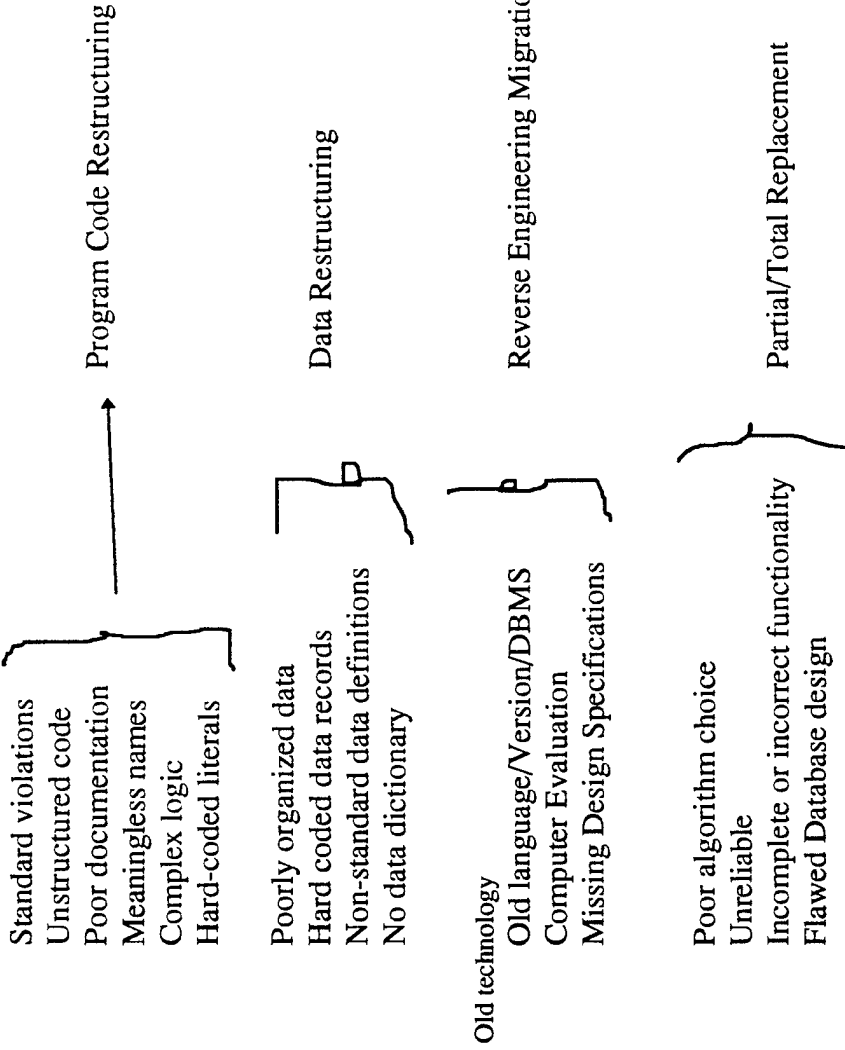 Standard violations
Unstructured code
Poor documentation
Meaningless names
Complex logic
Hard-coded literals
Program Code Restructuring
Poorly organized data
Hard coded data records
Non-standard data definitions
No data dictionary
Data Restructuring
Old technology
Old language/Version/DBMS
Computer Evaluation
Missing Design Specifications
Reverse Engineering Migratio
Poor algorithm choice
Unreliable
Incomplete or incorrect functionality
Flawed Database design
Partial/Total Replacement